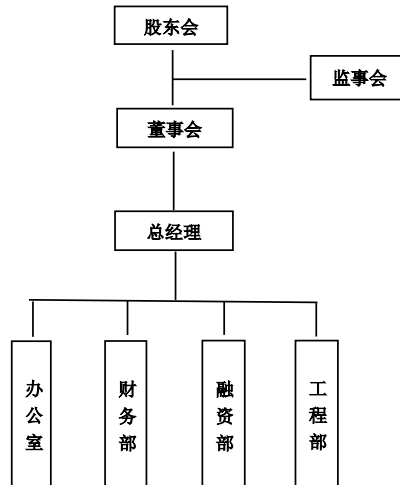 股东会
监事会
董事会
总经理
办公室
财务部
融资部
工程部